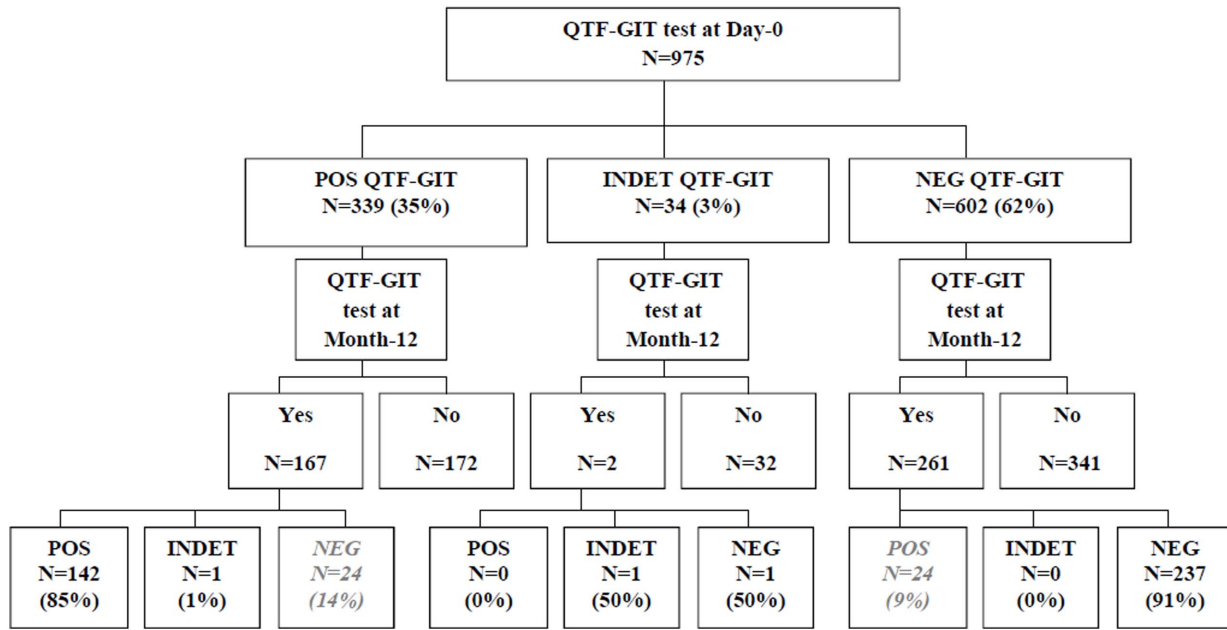 QTF-GIT test at Day-0
N=975
POS QTF-GIT
N=339 (35%)
INDET QTF-GIT
N=34 (3%)
NEG QTF-GIT
N=602 (62%)
QTF-GIT
test at
Month-12
QTF-GIT
test at
Month-12
QTF-GIT
test at
Month-12
Yes
N=167
No
N=172
Yes
N=2
No
N=32
Yes
N=261
No
N=341
POS
N=142
(85%)
INDET
N=1
(1%)
NEG
N=24
(14%)
POS
N=0
(0%)
INDET
N=1
(50%)
NEG
N=1
(50%)
POS
N=24
(9%)
INDET
N=0
(0%)
NEG
N=237
(91%)